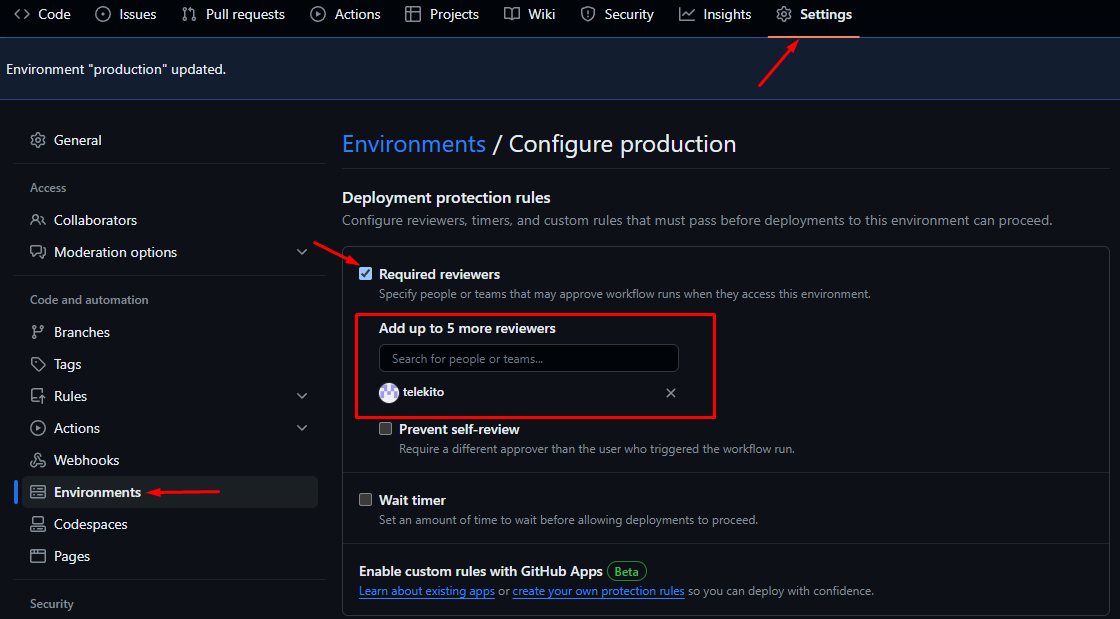 Code Issues Pull requests Actions Projects Wiki Security Insights Settings
Environment "production" updated.
General
Access
Collaborators
Moderation options
Code and automation
Branches
Tags
Rules
Actions
Webhooks
Environments
Codespaces
Pages
Security
Environments / Configure production
Deployment protection rules
Configure reviewers, timers, and custom rules that must pass before deployments to this environment can proceed.
Required reviewers
Specify people or teams that may approve workflow runs when they access this environment.
Add up to 5 more reviewers
Search for people or teams...
telekito
Prevent self-review
Require a different approver than the user who triggered the workflow run.
Wait timer
Set an amount of time to wait before allowing deployments to proceed.
Enable custom rules with GitHub Apps Beta
Learn about existing apps or create your own protection rules so you can deploy with confidence.